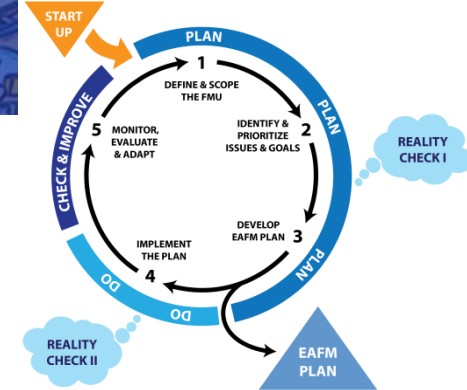 START
UP
PLAN
1
DEFINE & SCOPE
THE FMU
PLAN
2
IDENTIFY &
PRIORITIZE
ISSUES & GOALS
REALITY
CHECK I
3
DEVELOP
EAFM PLAN
PLAN
EAFM
PLAN
4
IMPLEMENT
THE PLAN
DO
DO
REALITY
CHECK II
5
MONITOR,
EVALUATE
& ADAPT
CHECK & IMPROVE